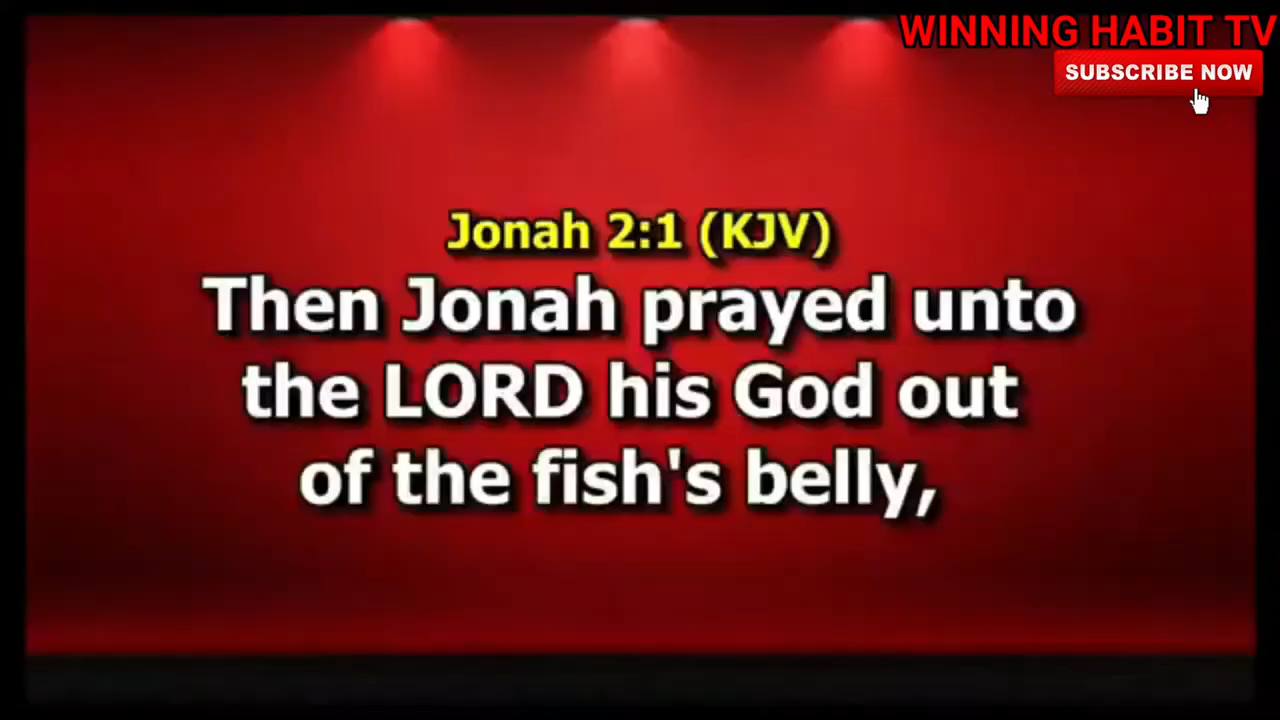 WINNING HABIT TV
SUBSCRIBE NOW
Jonah 2:1 (KJV)
Then Jonah prayed unto
the LORD his God out
of the fish's belly,